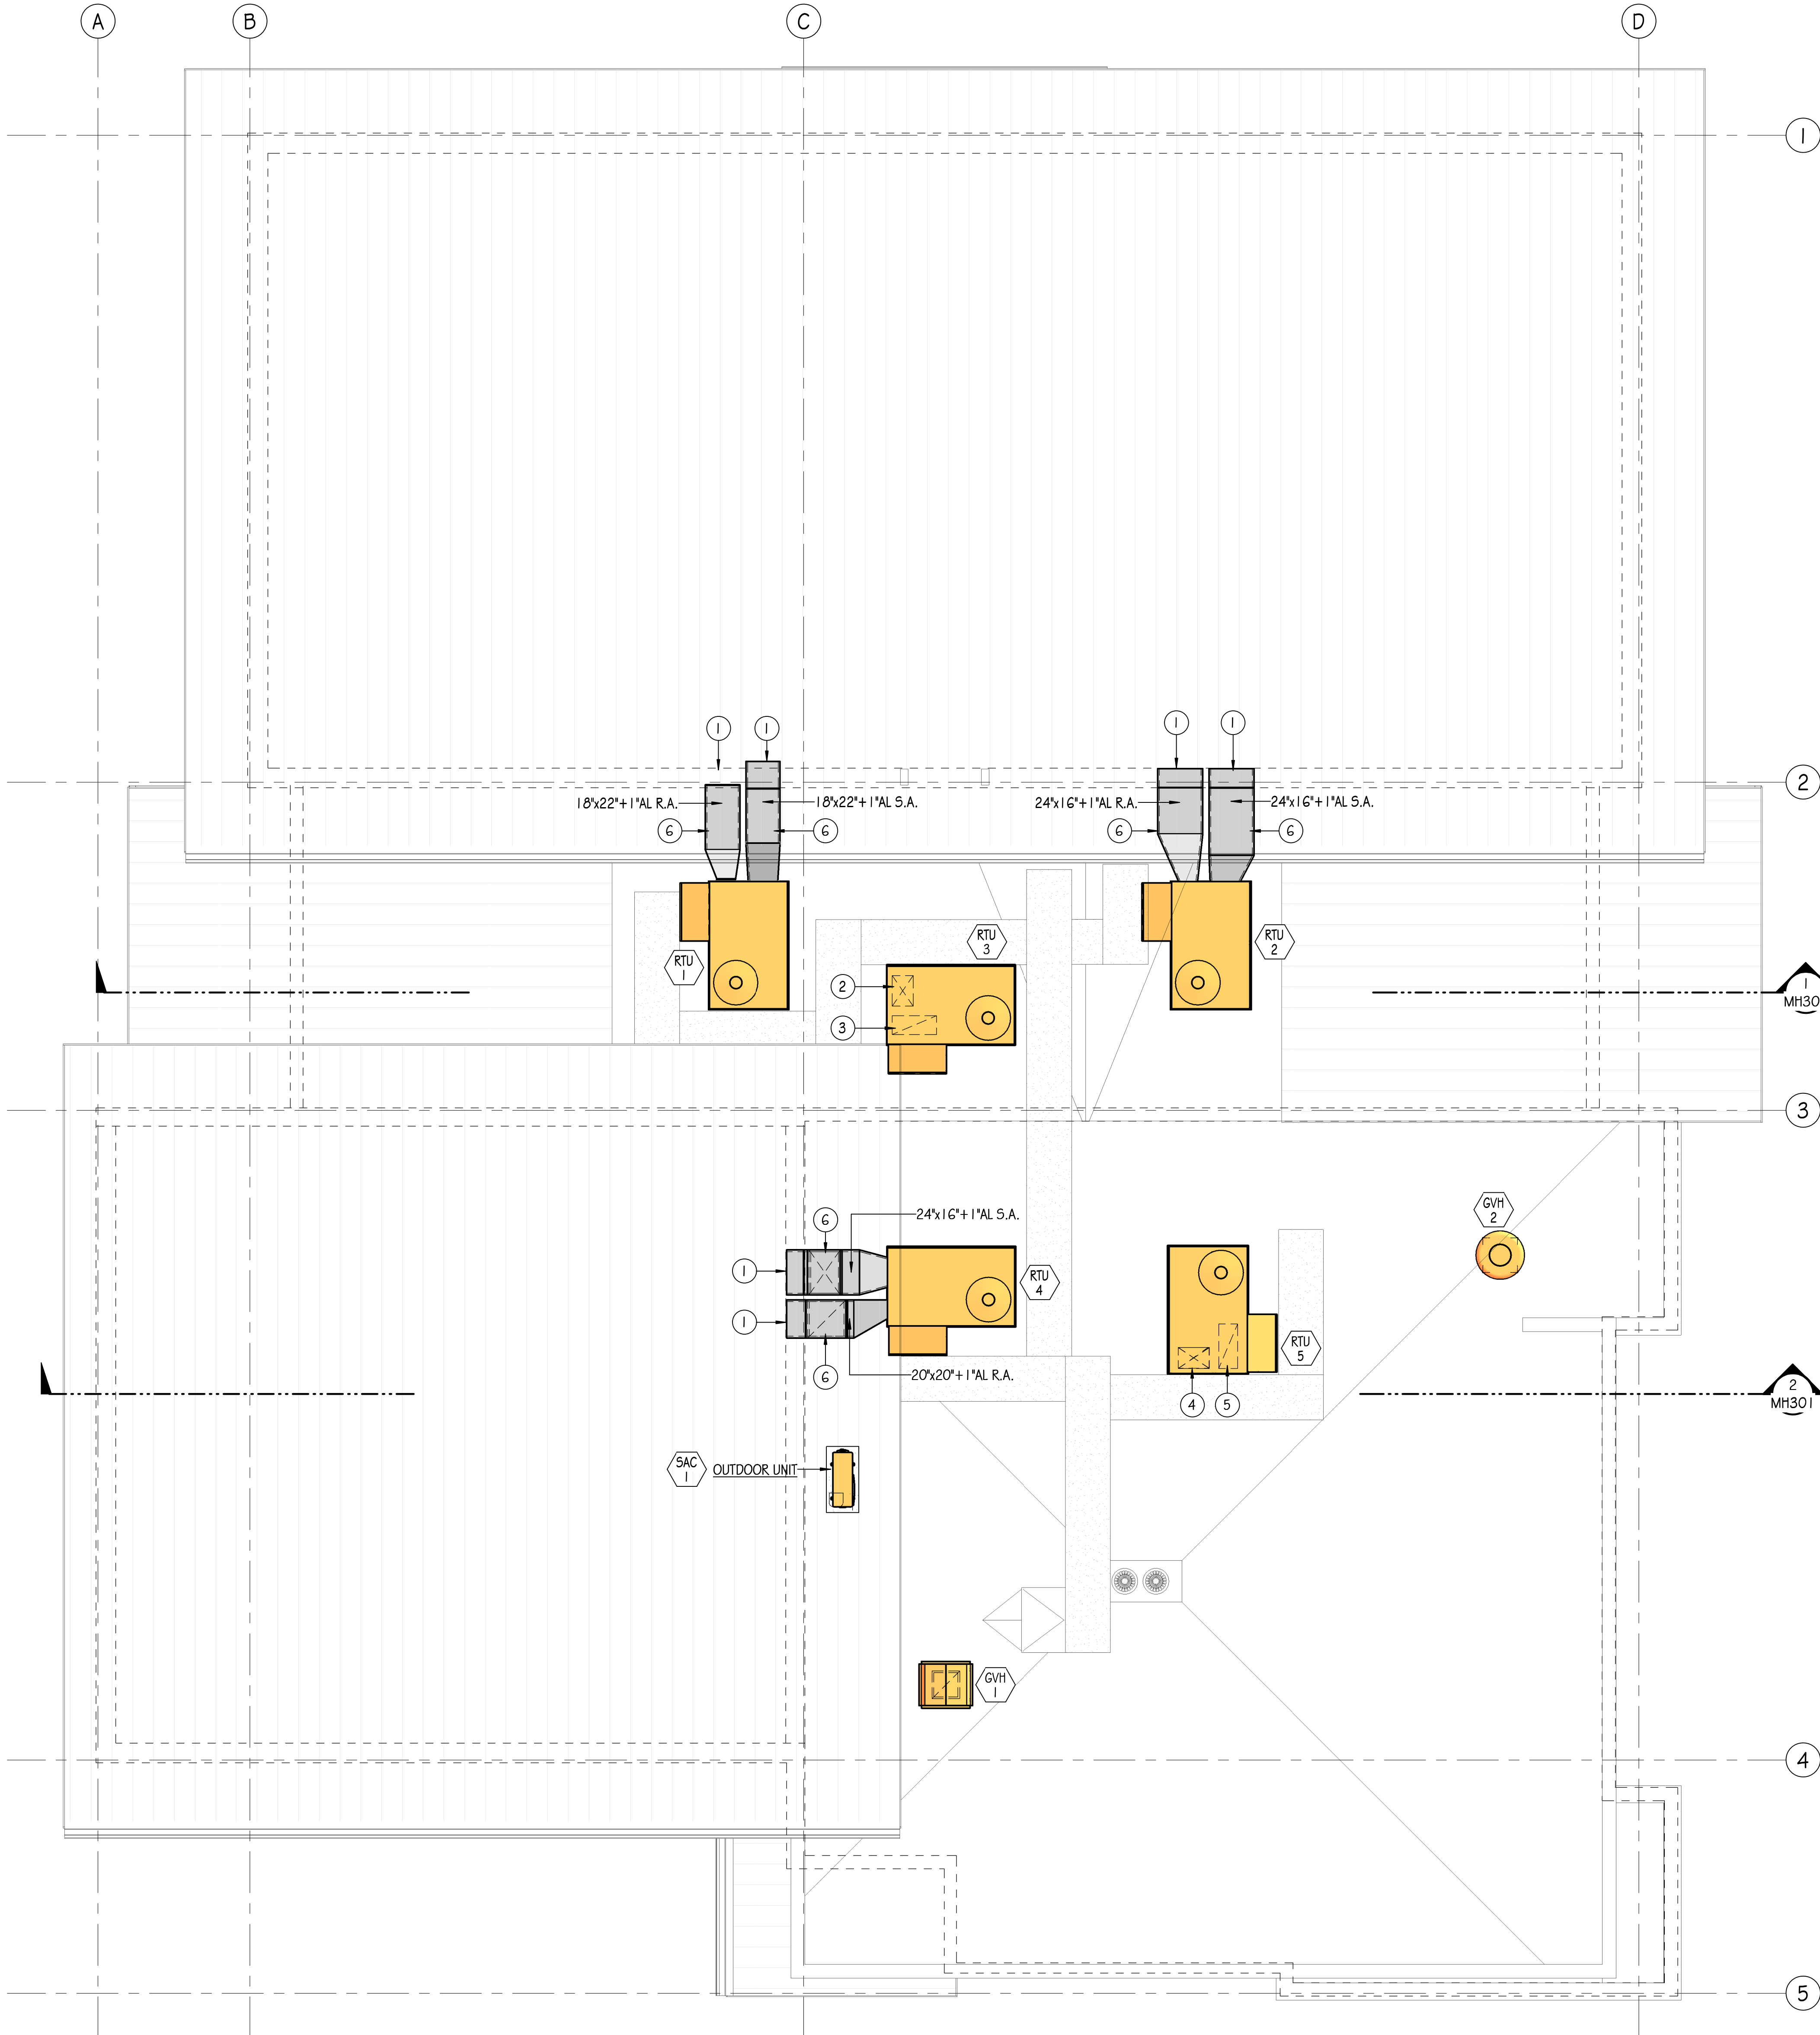 A
B
C
D
1
1
1
1
1
2
18"x22"+1"AL R.A.
18"x22"+1"AL S.A.
24"x16"+1"AL R.A.
24"x16"+1"AL S.A.
6
6
6
6
RTU
1
RTU
3
RTU
2
2
3
1
MH301
3
6
24"x16"+1"AL S.A.
1
RTU
4
1
6
20"x20"+1"AL R.A.
GVH
2
RTU
5
4
5
2
MH301
SAC
1
OUTDOOR UNIT
GVH
1
4
5